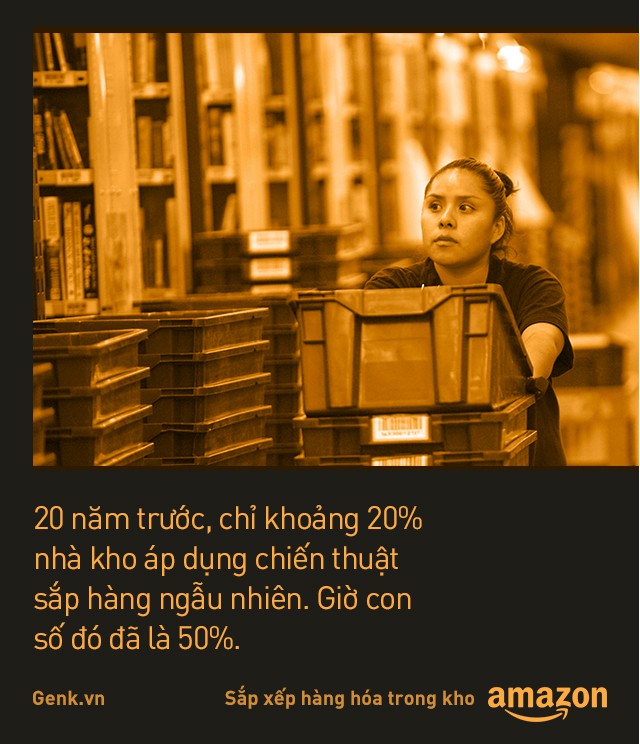 20 năm trước, chỉ khoảng 20%
nhà kho áp dụng chiến thuật
sắp hàng ngẫu nhiên. Giờ con
số đó đã là 50%.
Genk.vn
Sắp xếp hàng hóa trong kho amazon